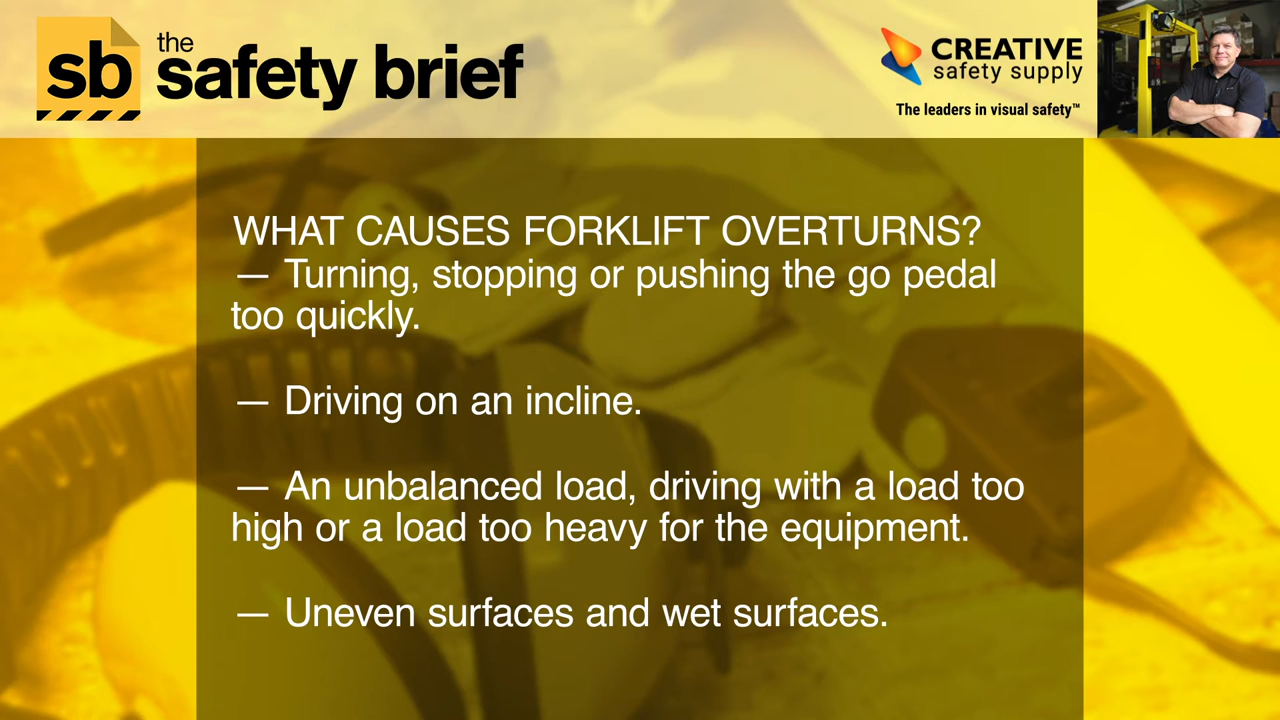 sb
the
safety brief
CREATIVE
safety supply
The leaders in visual safety™
WHAT CAUSES FORKLIFT OVERTURNS?
— Turning, stopping or pushing the go pedal
too quickly.
— Driving on an incline.
— An unbalanced load, driving with a load too
high or a load too heavy for the equipment.
— Uneven surfaces and wet surfaces.